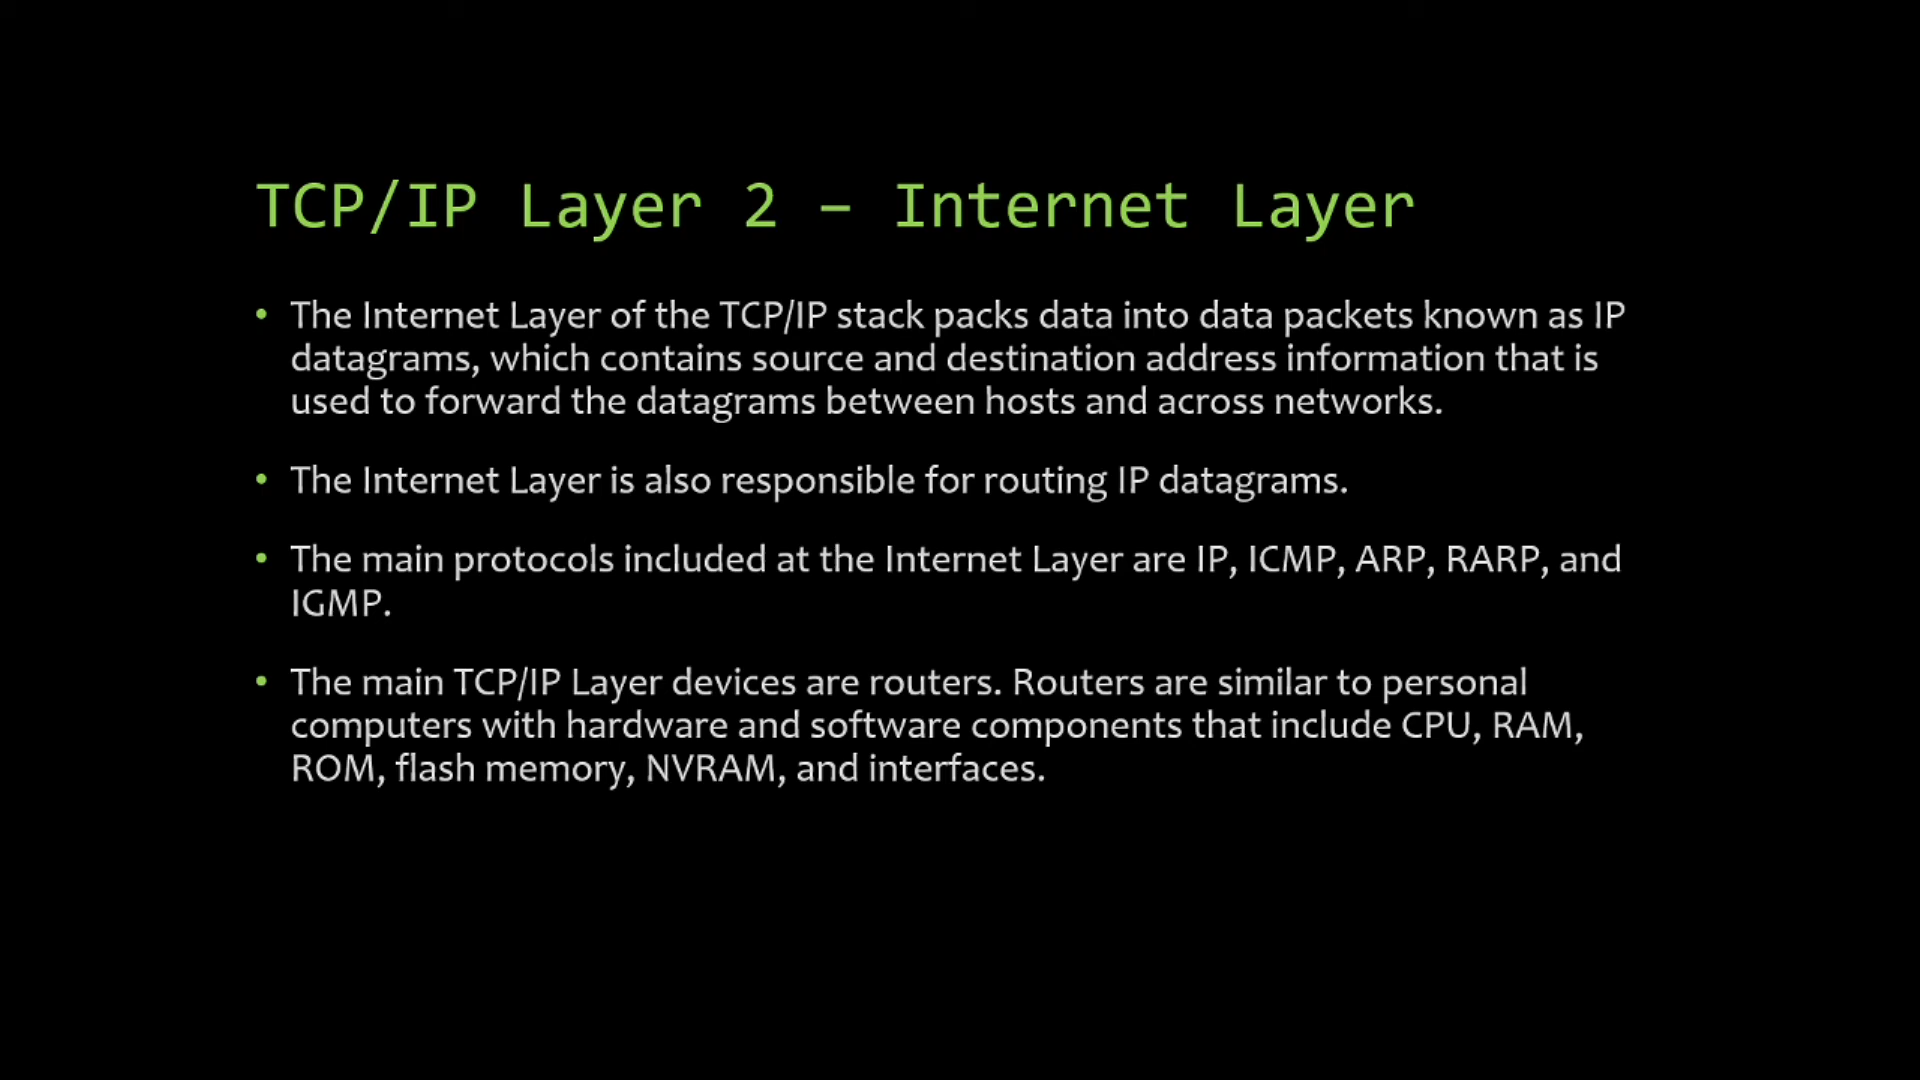 TCP/IP Layer 2 – Internet Layer
• The Internet Layer of the TCP/IP stack packs data into data packets known as IP
datagrams, which contains source and destination address information that is
used to forward the datagrams between hosts and across networks.
• The Internet Layer is also responsible for routing IP datagrams.
• The main protocols included at the Internet Layer are IP, ICMP, ARP, RARP, and
IGMP.
• The main TCP/IP Layer devices are routers. Routers are similar to personal
computers with hardware and software components that include CPU, RAM,
ROM, flash memory, NVRAM, and interfaces.